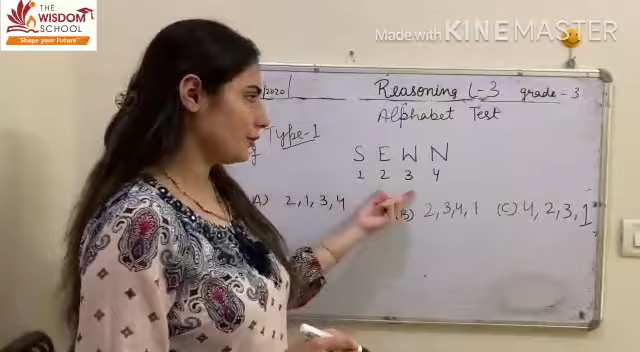 THE
WISDOM
SCHOOL
"Shape your Future"
Made with KINEMASTER
/2020
Reasoning L-3 grade-3
Alphabet Test
Type-1
S E W N
1 2 3 4
A) 2,1,3,4 (B) 2,3,4,1 (C) 4,2,3,1